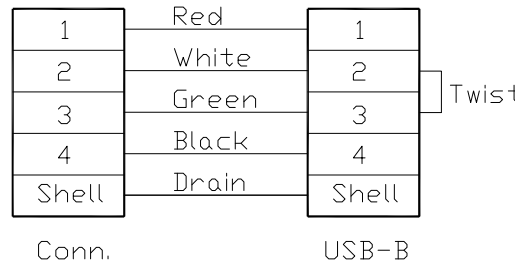 Red
1 1
White
2 2
Twist
Green
3 3
Black
4 4
Drain
Shell Shell
Conn. USB-B